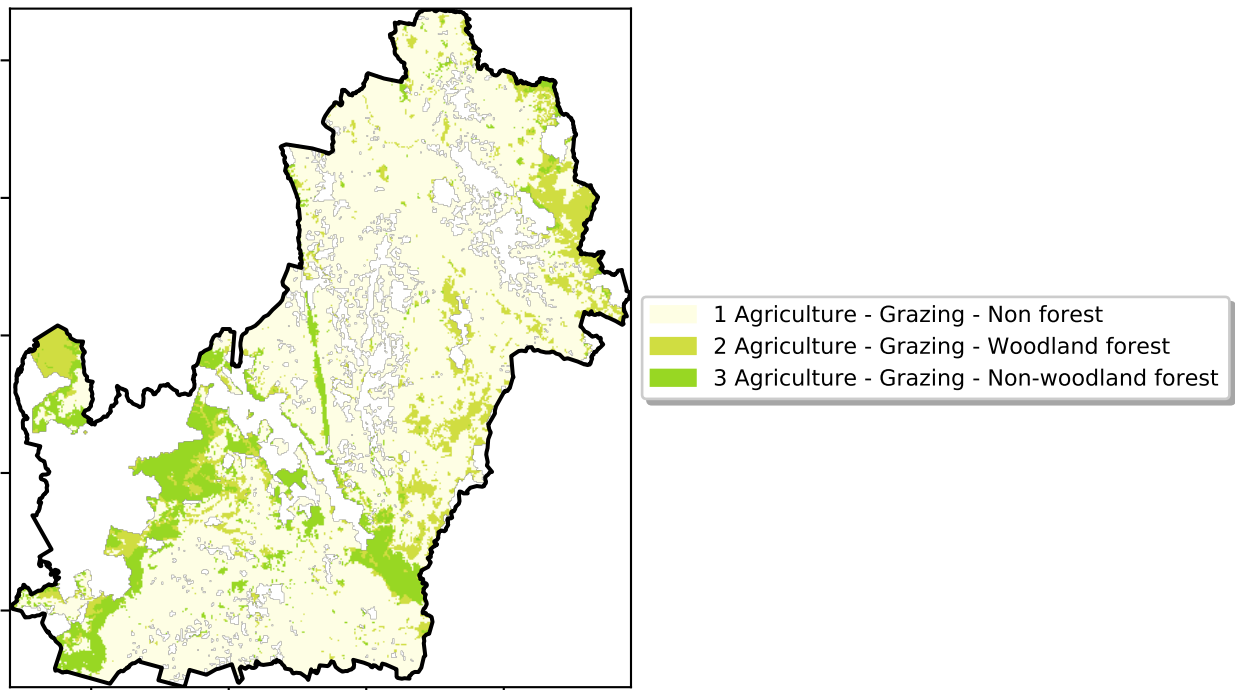 1 Agriculture - Grazing - Non forest
2 Agriculture - Grazing - Woodland forest
3 Agriculture - Grazing - Non-woodland forest